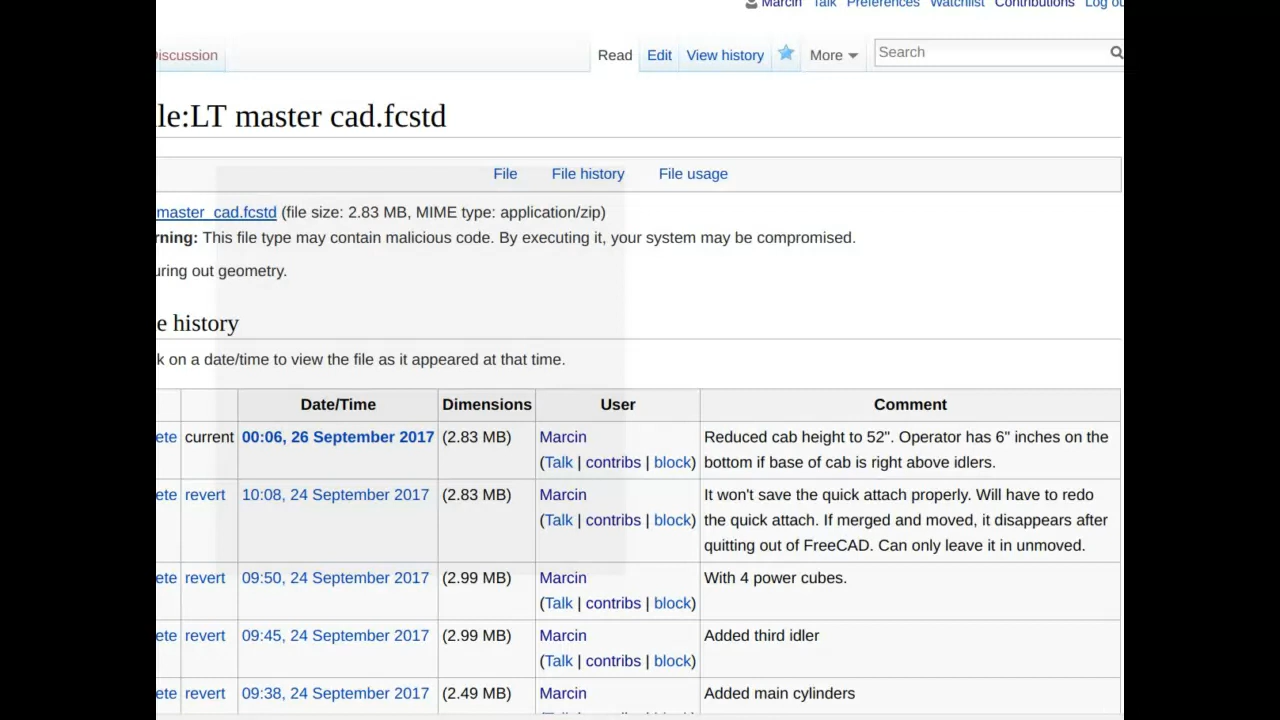 Marcin Talk Preferences Watchlist Contributions Log ou
Discussion Read Edit View history More Search
le:LT master cad.fcstd
File File history File usage
master_cad.fcstd (file size: 2.83 MB, MIME type: application/zip)
rning: This file type may contain malicious code. By executing it, your system may be compromised.
uring out geometry.
e history
k on a date/time to view the file as it appeared at that time.
Date/Time Dimensions User Comment
ete current 00:06, 26 September 2017 (2.83 MB) Marcin Reduced cab height to 52". Operator has 6" inches on the
(Talk | contribs | block) bottom if base of cab is right above idlers.
ete revert 10:08, 24 September 2017 (2.83 MB) Marcin It won't save the quick attach properly. Will have to redo
(Talk | contribs | block) the quick attach. If merged and moved, it disappears after
quitting out of FreeCAD. Can only leave it in unmoved.
ete revert 09:50, 24 September 2017 (2.99 MB) Marcin With 4 power cubes.
(Talk | contribs | block)
ete revert 09:45, 24 September 2017 (2.99 MB) Marcin Added third idler
(Talk | contribs | block)
ete revert 09:38, 24 September 2017 (2.49 MB) Marcin Added main cylinders